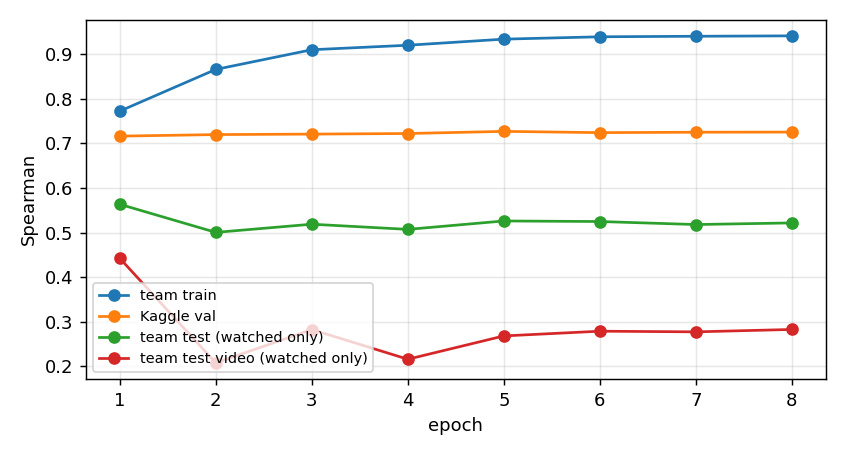 0.9
0.8
0.7
0.6
0.5
0.4
0.3
0.2
Spearman
team train
Kaggle val
team test (watched only)
team test video (watched only)
1 2 3 4 5 6 7 8
epoch